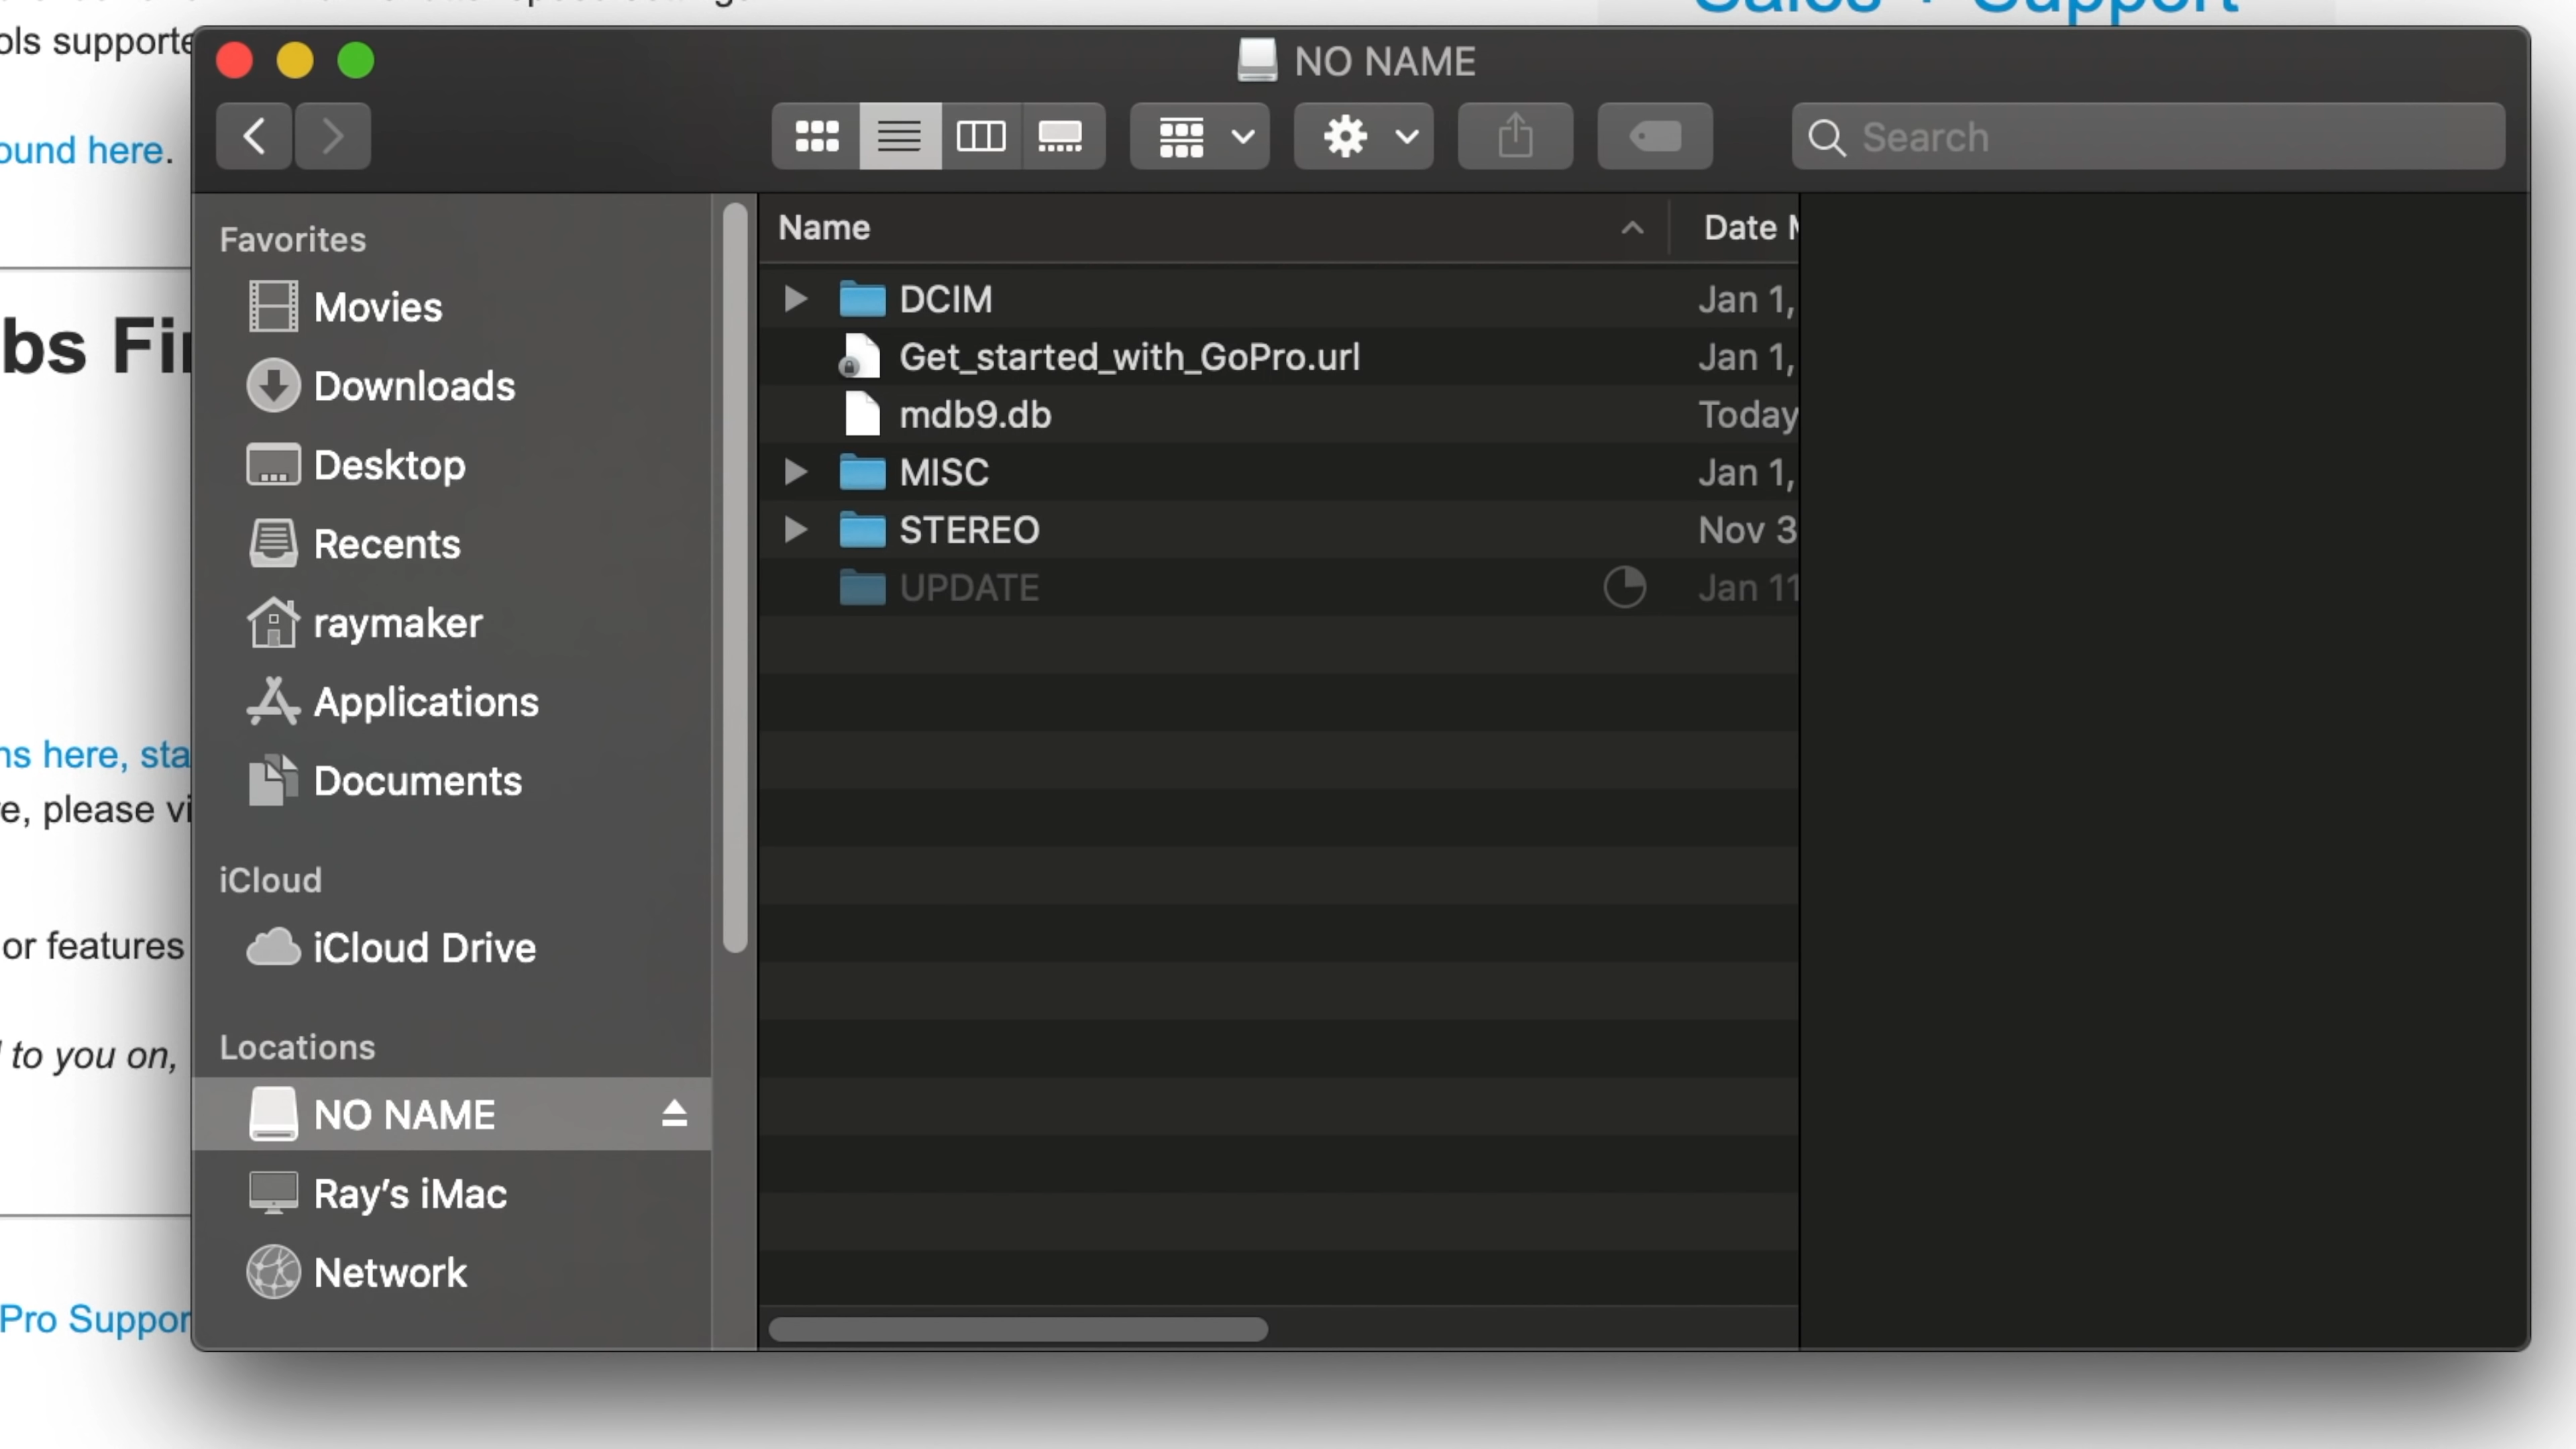 Sales + Support
ols supporte
ound here.
bs Fi
ns here, sta
e, please vi
or features
to you on,
Pro Suppor
NO NAME
Search
Favorites
Movies
Downloads
Desktop
Recents
raymaker
Applications
Documents
iCloud
iCloud Drive
Locations
NO NAME
Ray's iMac
Network
Name Date M
DCIM Jan 1,
Get_started_with_GoPro.url Jan 1,
mdb9.db Today
MISC Jan 1,
STEREO Nov 3
UPDATE Jan 11